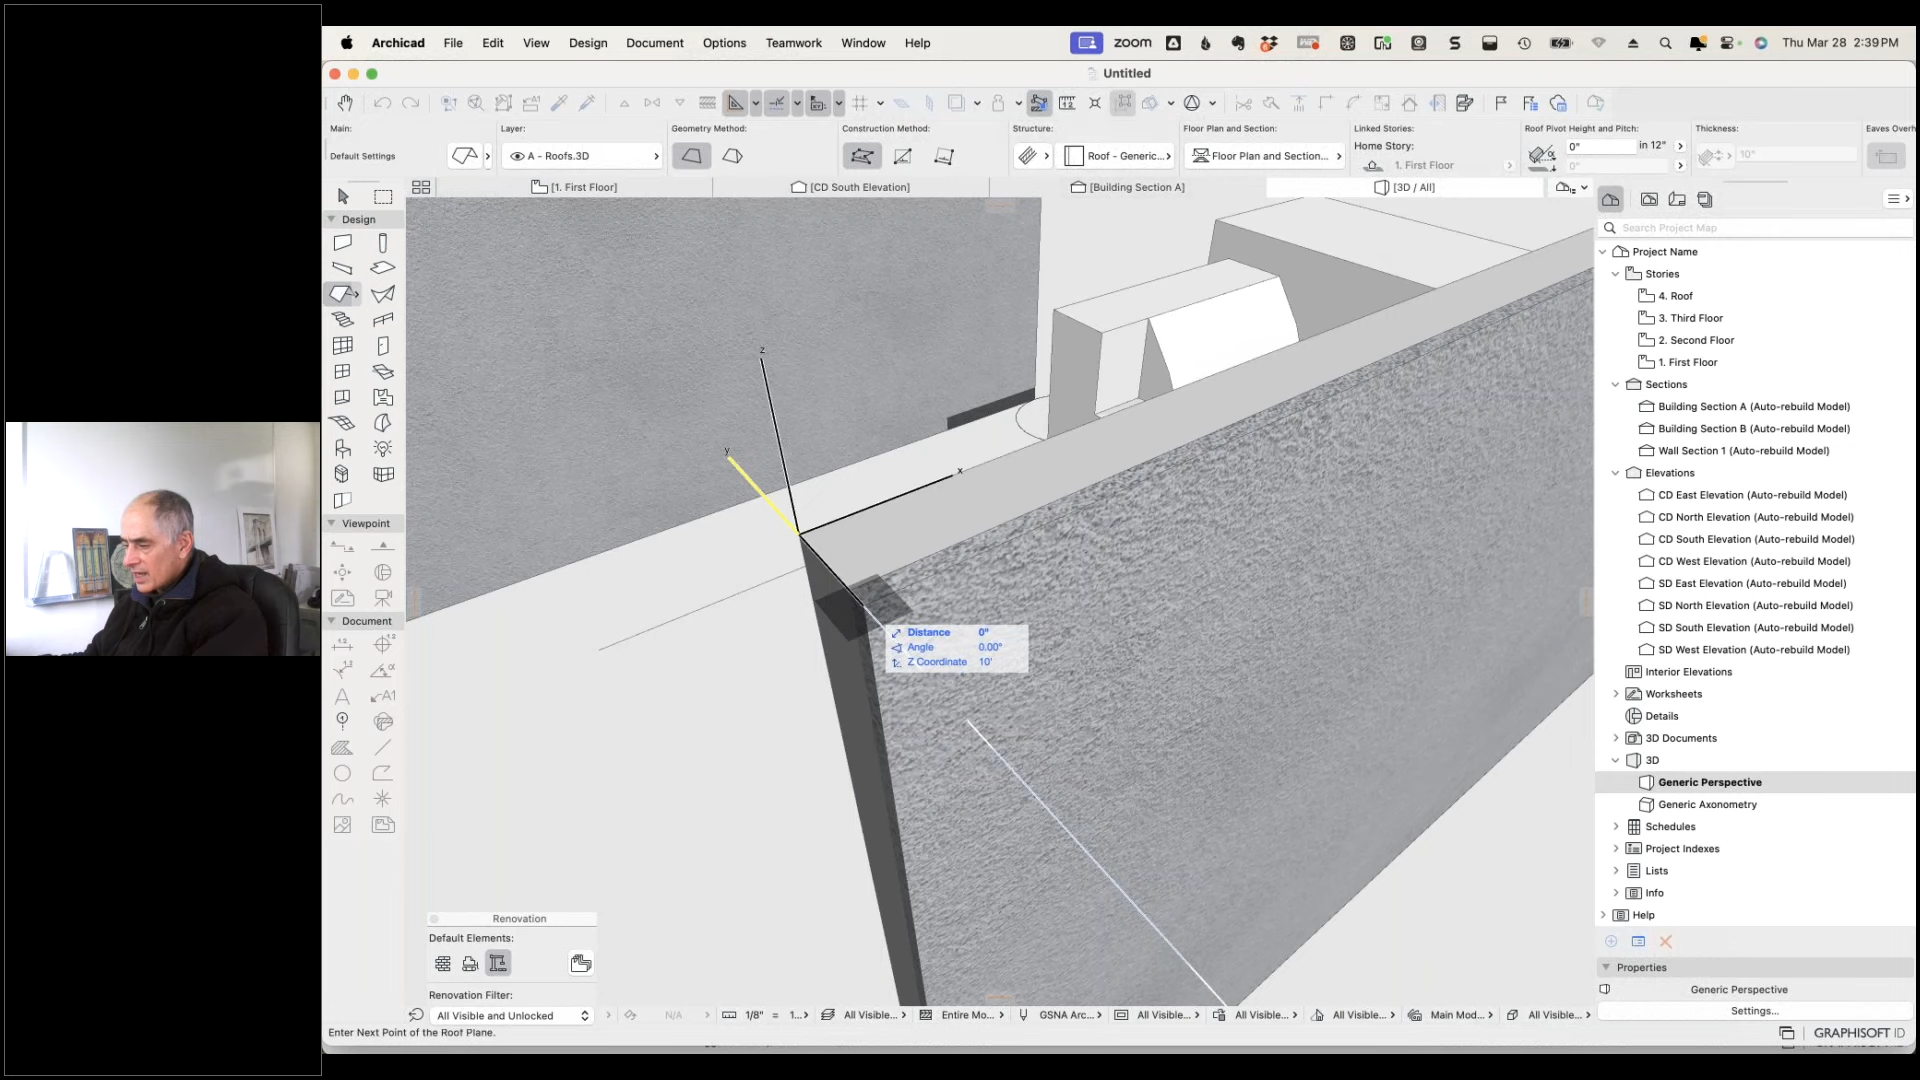 Archicad File Edit View Design Document Options Teamwork Window Help
zoom
Thu Mar 28 2:39 PM
Untitled
Main:
Default Settings
Layer:
A - Roofs.3D
Geometry Method:
Construction Method:
Structure:
Roof - Generic...
Floor Plan and Section:
Floor Plan and Section...
Linked Stories:
Home Story:
1. First Floor
Roof Pivot Height and Pitch:
0"
in 12"
0"
Thickness:
10"
Eaves Overh
[1. First Floor]
[CD South Elevation]
[Building Section A]
[3D / All]
Design
Viewpoint
Document
z
y
x
Distance 0"
Angle 0.00°
Z Coordinate 10'
Renovation
Default Elements:
Renovation Filter:
All Visible and Unlocked
N/A
1/8" = 1...
All Visible...
Entire Mo...
GSNA Arc...
All Visible...
All Visible...
All Visible...
Main Mod...
All Visible...
Enter Next Point of the Roof Plane.
Search Project Map
Project Name
Stories
4. Roof
3. Third Floor
2. Second Floor
1. First Floor
Sections
Building Section A (Auto-rebuild Model)
Building Section B (Auto-rebuild Model)
Wall Section 1 (Auto-rebuild Model)
Elevations
CD East Elevation (Auto-rebuild Model)
CD North Elevation (Auto-rebuild Model)
CD South Elevation (Auto-rebuild Model)
CD West Elevation (Auto-rebuild Model)
SD East Elevation (Auto-rebuild Model)
SD North Elevation (Auto-rebuild Model)
SD South Elevation (Auto-rebuild Model)
SD West Elevation (Auto-rebuild Model)
Interior Elevations
Worksheets
Details
3D Documents
3D
Generic Perspective
Generic Axonometry
Schedules
Project Indexes
Lists
Info
Help
Properties
Generic Perspective
Settings...
GRAPHISOFT ID